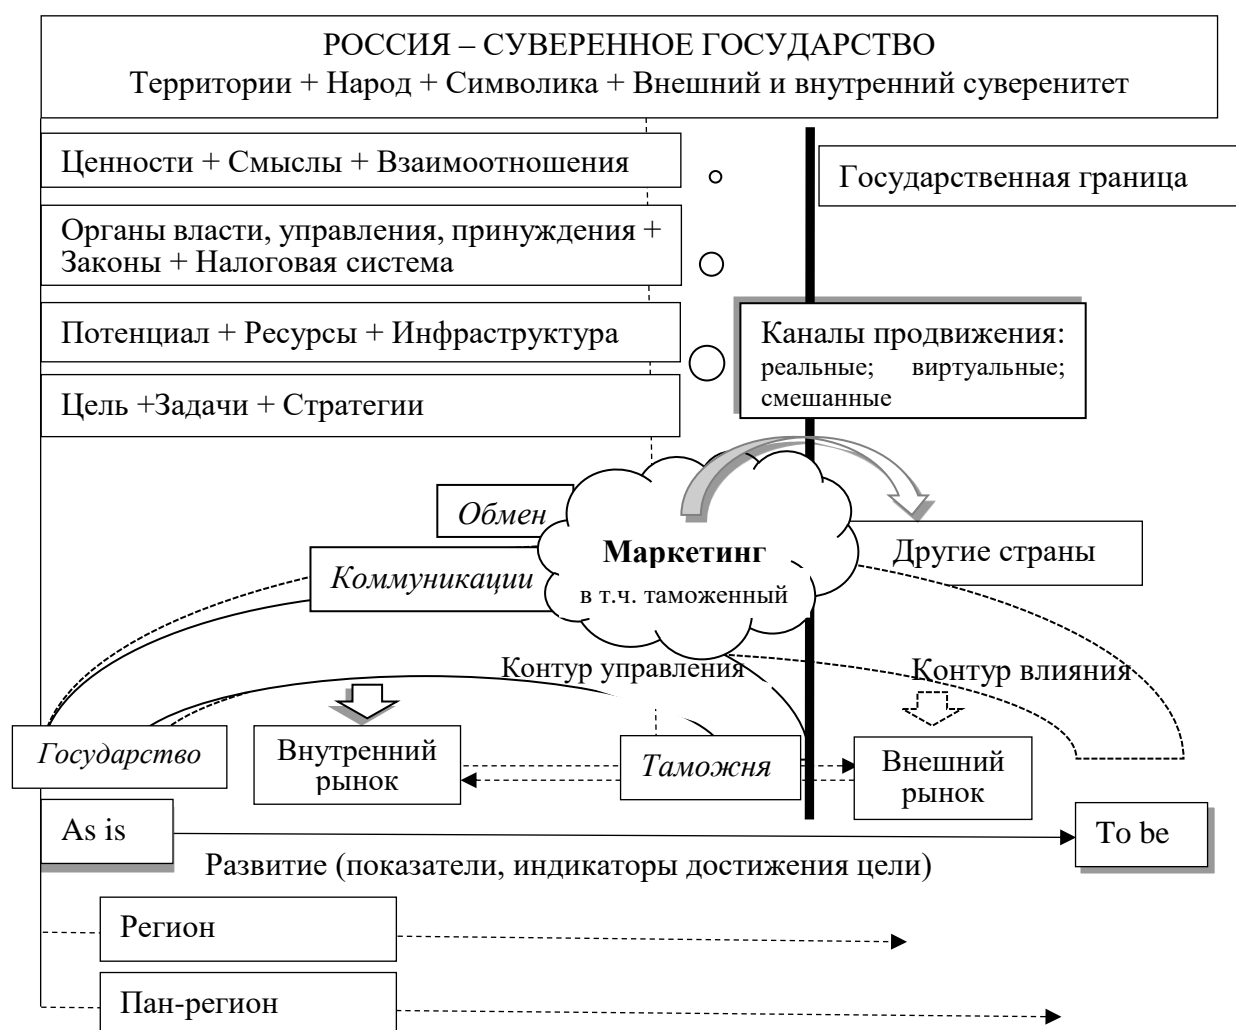 РОССИЯ – СУВЕРЕННОЕ ГОСУДАРСТВО
Территории + Народ + Символика + Внешний и внутренний суверенитет
Ценности + Смыслы + Взаимоотношения
Государственная граница
Органы власти, управления, принуждения +
Законы + Налоговая система
Потенциал + Ресурсы + Инфраструктура
Каналы продвижения:
реальные; виртуальные;
смешанные
Цель +Задачи + Стратегии
Обмен
Коммуникации
Маркетинг
в т.ч. таможенный
Другие страны
Контур управления
Контур влияния
Государство
Внутренний
рынок
Таможня
Внешний
рынок
As is
To be
Развитие (показатели, индикаторы достижения цели)
Регион
Пан-регион